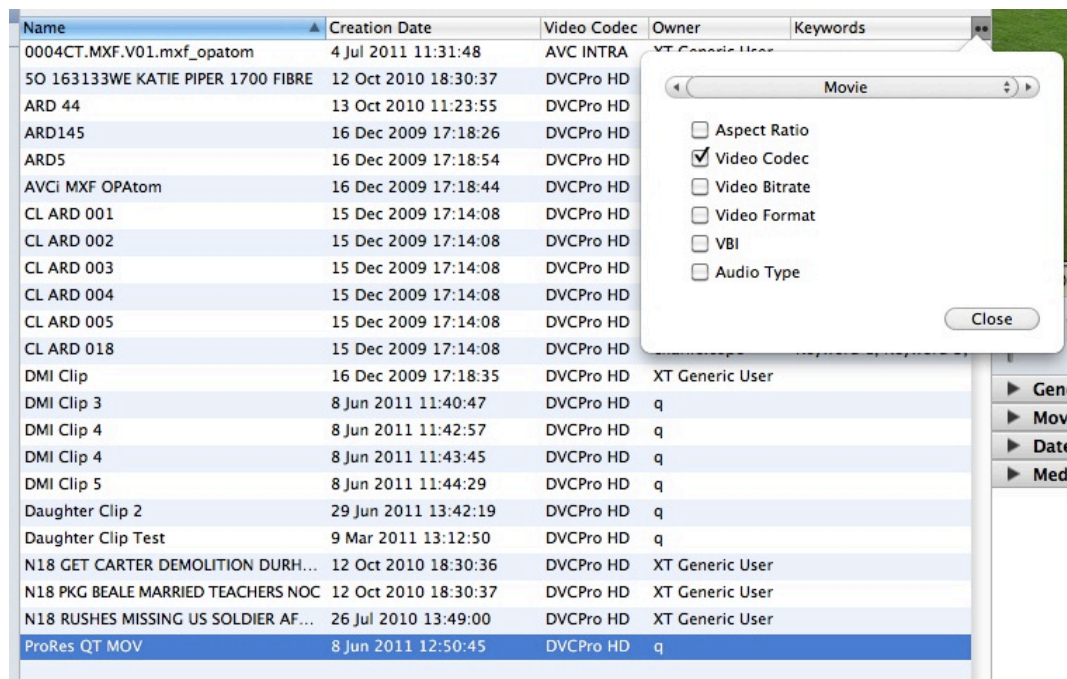 Name Creation Date Video Codec Owner Keywords
0004CT.MXF.V01.mxf_opatom 4 Jul 2011 11:31:48 AVC INTRA XT Generic User
5O 163133WE KATIE PIPER 1700 FIBRE 12 Oct 2010 18:30:37 DVCPro HD
ARD 44 13 Oct 2010 11:23:55 DVCPro HD
ARD145 16 Dec 2009 17:18:26 DVCPro HD
ARD5 16 Dec 2009 17:18:54 DVCPro HD
AVCi MXF OPAtom 16 Dec 2009 17:18:44 DVCPro HD
CL ARD 001 15 Dec 2009 17:14:08 DVCPro HD
CL ARD 002 15 Dec 2009 17:14:08 DVCPro HD
CL ARD 003 15 Dec 2009 17:14:08 DVCPro HD
CL ARD 004 15 Dec 2009 17:14:08 DVCPro HD
CL ARD 005 15 Dec 2009 17:14:08 DVCPro HD
CL ARD 018 15 Dec 2009 17:14:08 DVCPro HD
DMI Clip 16 Dec 2009 17:18:35 DVCPro HD XT Generic User
DMI Clip 3 8 Jun 2011 11:40:47 DVCPro HD q
DMI Clip 4 8 Jun 2011 11:42:57 DVCPro HD q
DMI Clip 4 8 Jun 2011 11:43:45 DVCPro HD q
DMI Clip 5 8 Jun 2011 11:44:29 DVCPro HD q
Daughter Clip 2 29 Jun 2011 13:42:19 DVCPro HD q
Daughter Clip Test 9 Mar 2011 13:12:50 DVCPro HD q
N18 GET CARTER DEMOLITION DURH... 12 Oct 2010 18:30:36 DVCPro HD XT Generic User
N18 PKG BEALE MARRIED TEACHERS NOC 12 Oct 2010 18:30:37 DVCPro HD XT Generic User
N18 RUSHES MISSING US SOLDIER AF... 26 Jul 2010 13:49:00 DVCPro HD XT Generic User
ProRes QT MOV 8 Jun 2011 12:50:45 DVCPro HD q
Movie
Aspect Ratio
Video Codec
Video Bitrate
Video Format
VBI
Audio Type
Close
Gen
Mov
Date
Med